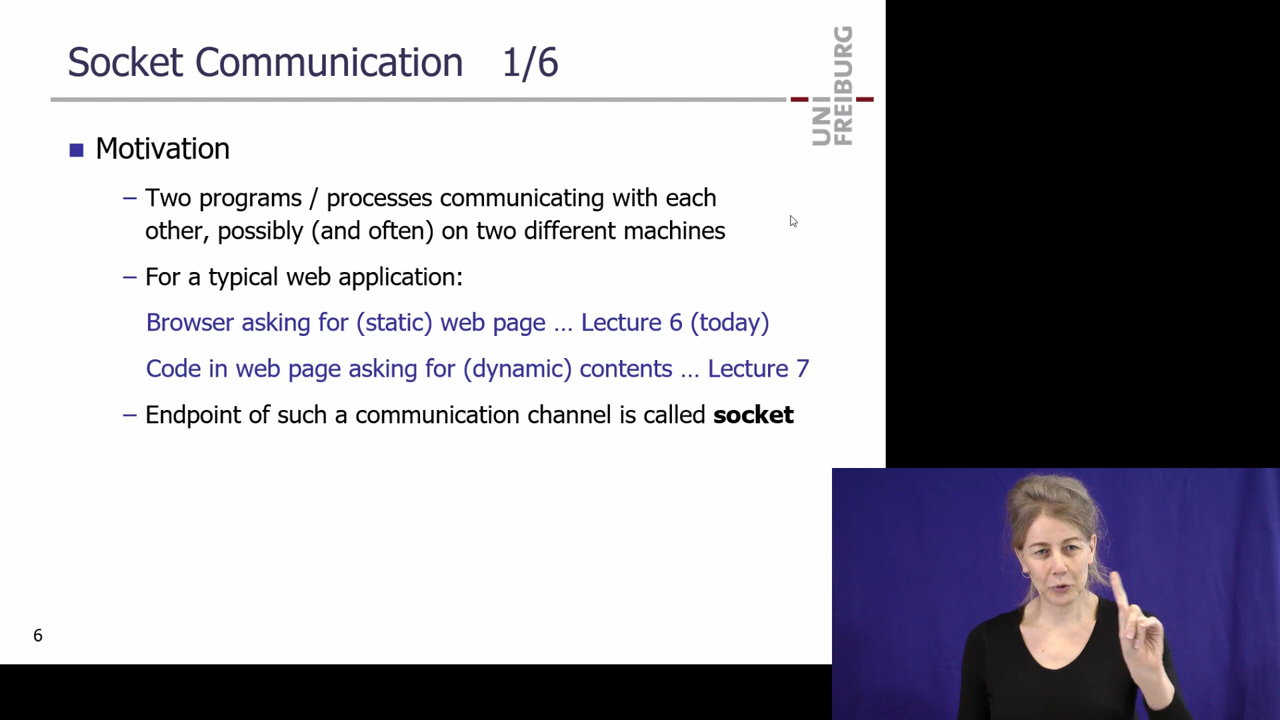 Socket Communication 1/6
UNI
FREIBURG
■ Motivation
– Two programs / processes communicating with each
other, possibly (and often) on two different machines
– For a typical web application:
Browser asking for (static) web page … Lecture 6 (today)
Code in web page asking for (dynamic) contents … Lecture 7
– Endpoint of such a communication channel is called socket
6